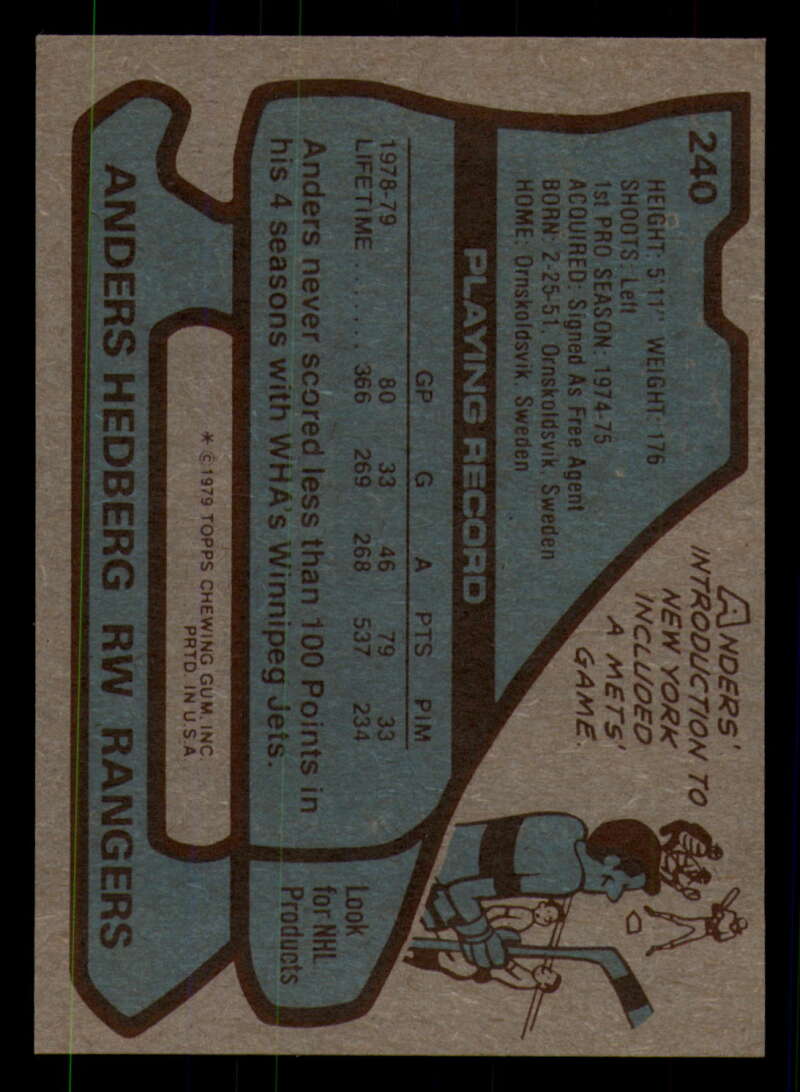 240
HEIGHT: 5'11" WEIGHT: 176
SHOOTS: Left
1st PRO SEASON: 1974-75
ACQUIRED: Signed As Free Agent
BORN: 2-25-51, Ornskoldsvik, Sweden
HOME: Ornskoldsvik, Sweden
ANDERS'
INTRODUCTION TO
NEW YORK
INCLUDED
A METS'
GAME.
PLAYING RECORD
GP G A PTS PIM
1978-79 80 33 46 79 33
LIFETIME ........ 366 269 268 537 234
Anders never scored less than 100 Points in
his 4 seasons with WHA's Winnipeg Jets.
Look
for NHL
Products
* © 1979 TOPPS CHEWING GUM, INC.
PRTD. IN U.S.A.
ANDERS HEDBERG RW RANGERS